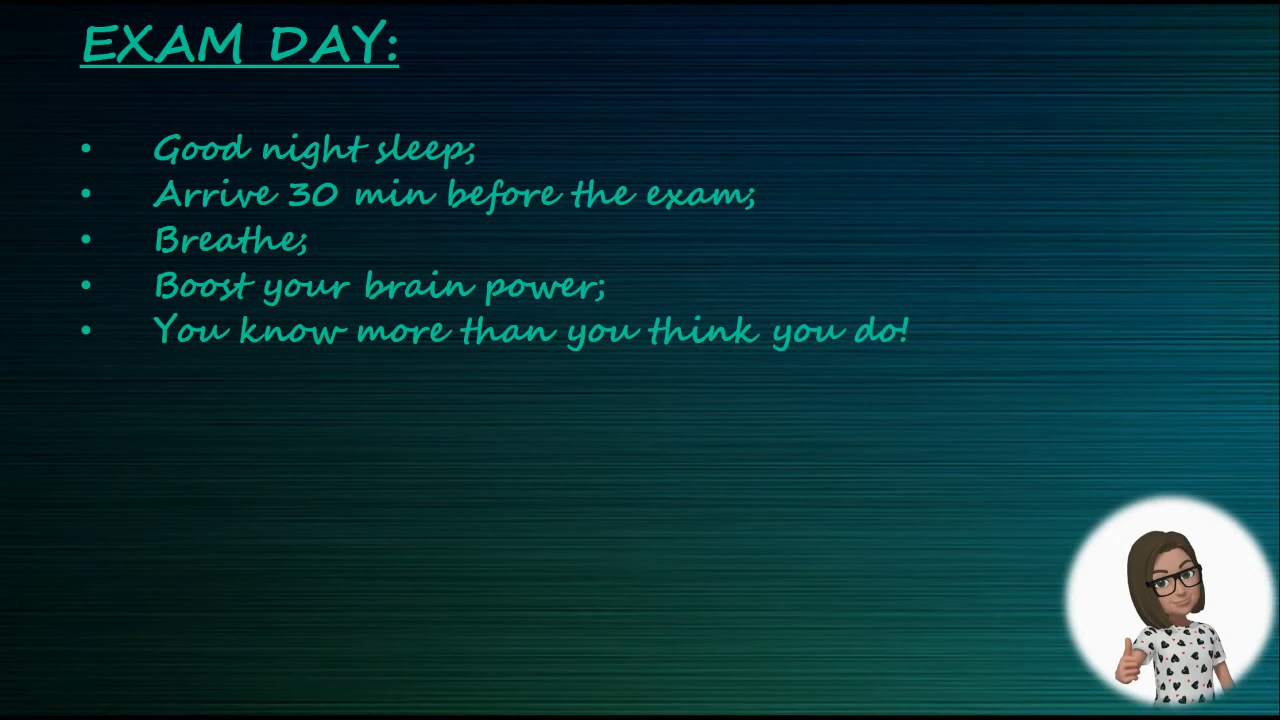 EXAM DAY:
• Good night sleep;
• Arrive 30 min before the exam;
• Breathe;
• Boost your brain power;
• You know more than you think you do!